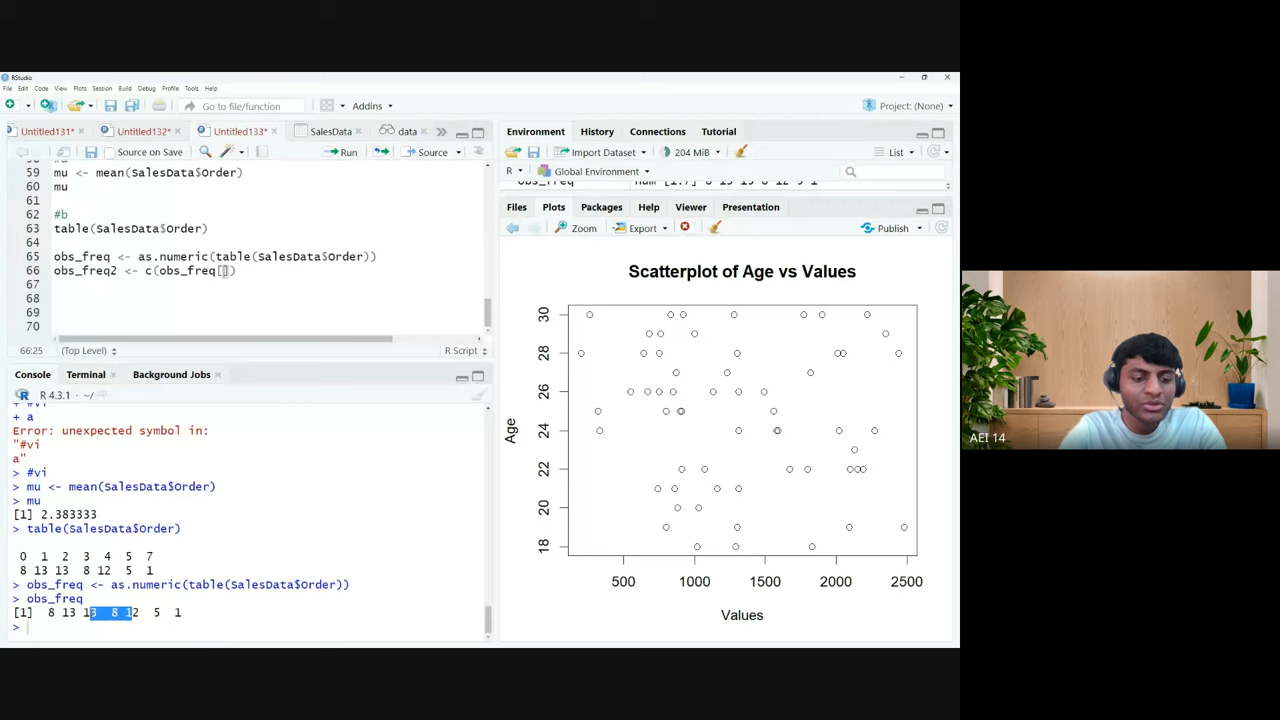 RStudio
File Edit Code View Plots Session Build Debug Profile Tools Help
Go to file/function
Addins
Project: (None)
Untitled131*
Untitled132*
Untitled133*
SalesData
data
Source on Save
Run
Source
59 mu <- mean(SalesData$Order)
60 mu
61
62 #b
63 table(SalesData$Order)
64
65 obs_freq <- as.numeric(table(SalesData$Order))
66 obs_freq2 <- c(obs_freq[])
67
68
69
70
66:25 (Top Level) R Script
Console Terminal Background Jobs
R 4.3.1 · ~/
+ #vi
+ a
Error: unexpected symbol in:
"#vi
a"
> #vi
> mu <- mean(SalesData$Order)
> mu
[1] 2.383333
> table(SalesData$Order)
0 1 2 3 4 5 7
8 13 13 8 12 5 1
> obs_freq <- as.numeric(table(SalesData$Order))
> obs_freq
[1] 8 13 13 8 12 5 1
>
Environment History Connections Tutorial
Import Dataset
204 MiB
List
R
Global Environment
Files Plots Packages Help Viewer Presentation
Zoom Export Publish
Scatterplot of Age vs Values
30
28
26
24
22
20
18
Age
500 1000 1500 2000 2500
Values
AEI 14